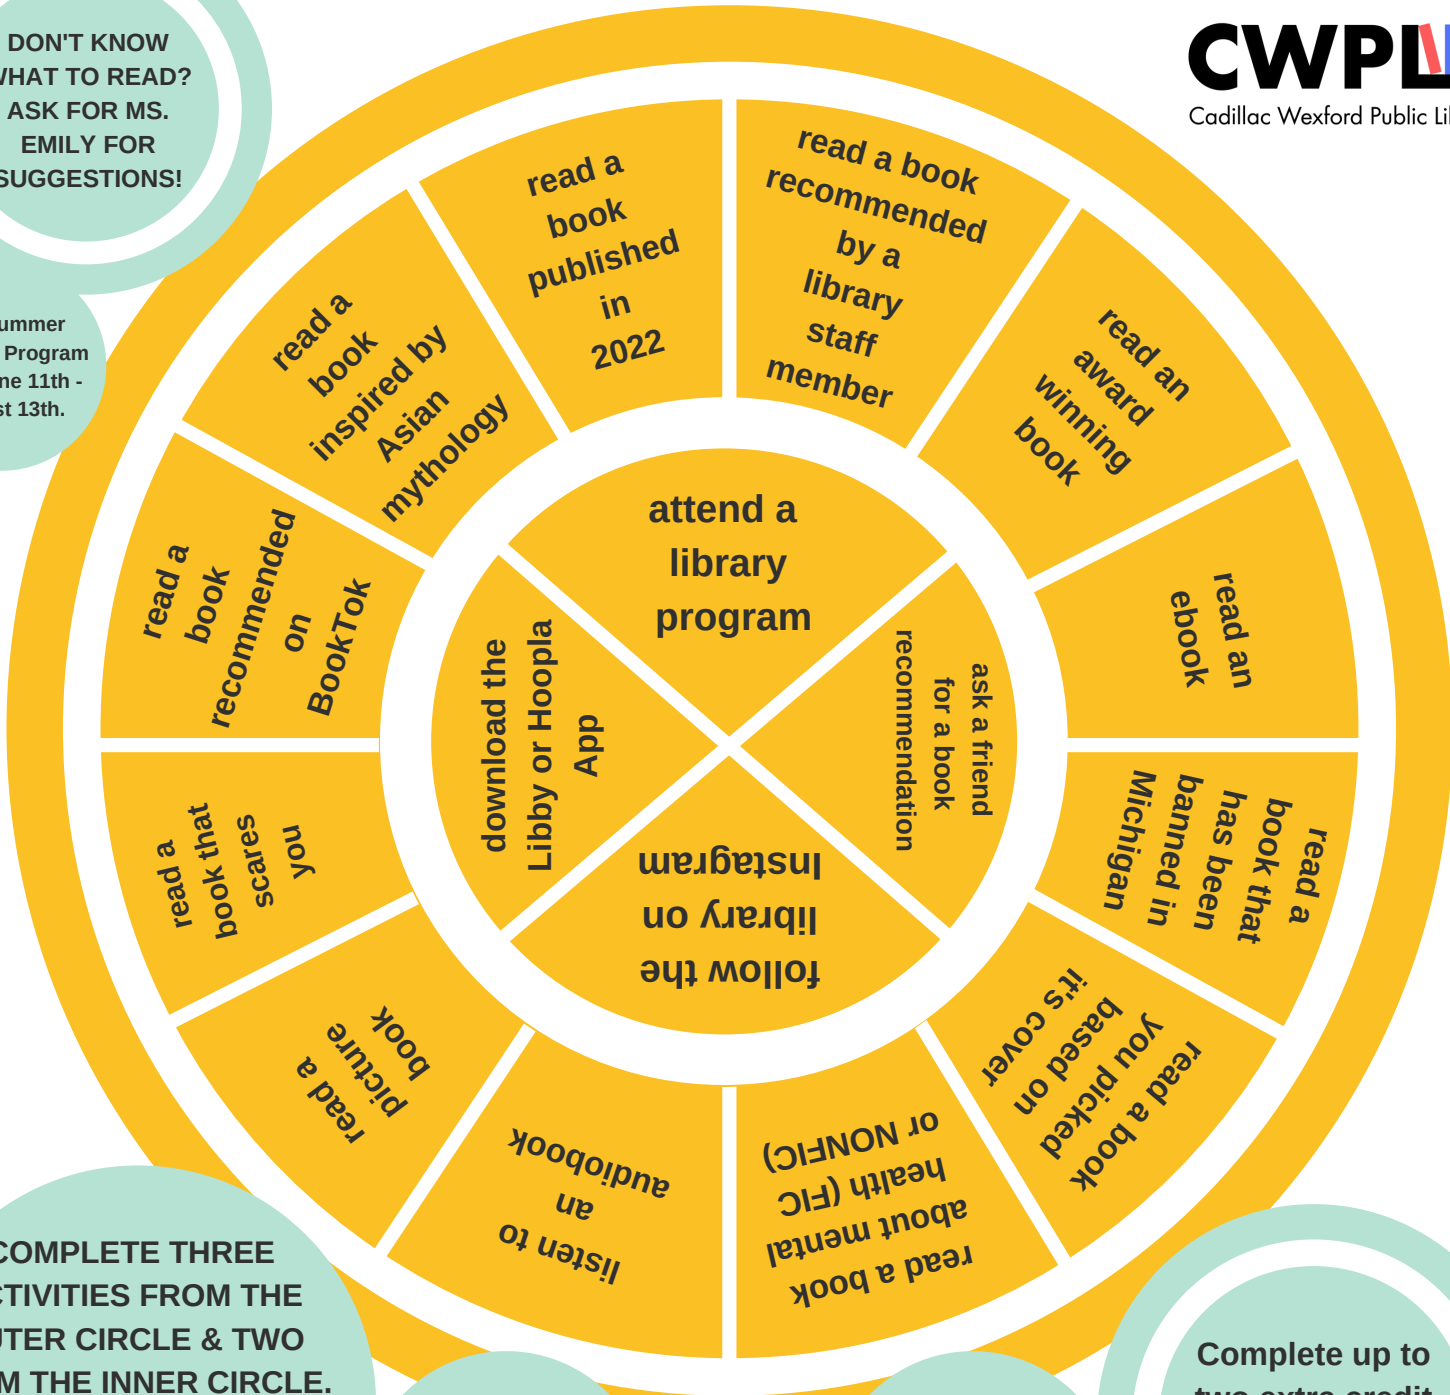 DON'T KNOW
WHAT TO READ?
ASK FOR MS.
EMILY FOR
SUGGESTIONS!
CWPL
Cadillac Wexford Public
ummer
Program
ne 11th -
st 13th.
read a
book
published
in
2022
read a book
recommended
by a
library
staff
member
read an
award
winning
book
read an
ebook
read a
book that
has been
banned in
Michigan
read a book
you picked
based on
it's cover
read a book
about mental
health (FIC
or NONFIC)
listen to
an
audiobook
read a
picture
book
read a
book that
scares
you
read a
book
recommended
on
BookTok
read a
book
inspired by
Asian
mythology
attend a
library
program
ask a friend
for a book
recommendation
follow the
library on
Instagram
download the
Libby or Hoopla
App
COMPLETE THREE
CTIVITIES FROM THE
UTER CIRCLE & TWO
M THE INNER CIRCLE.
Complete up to
two extra credit